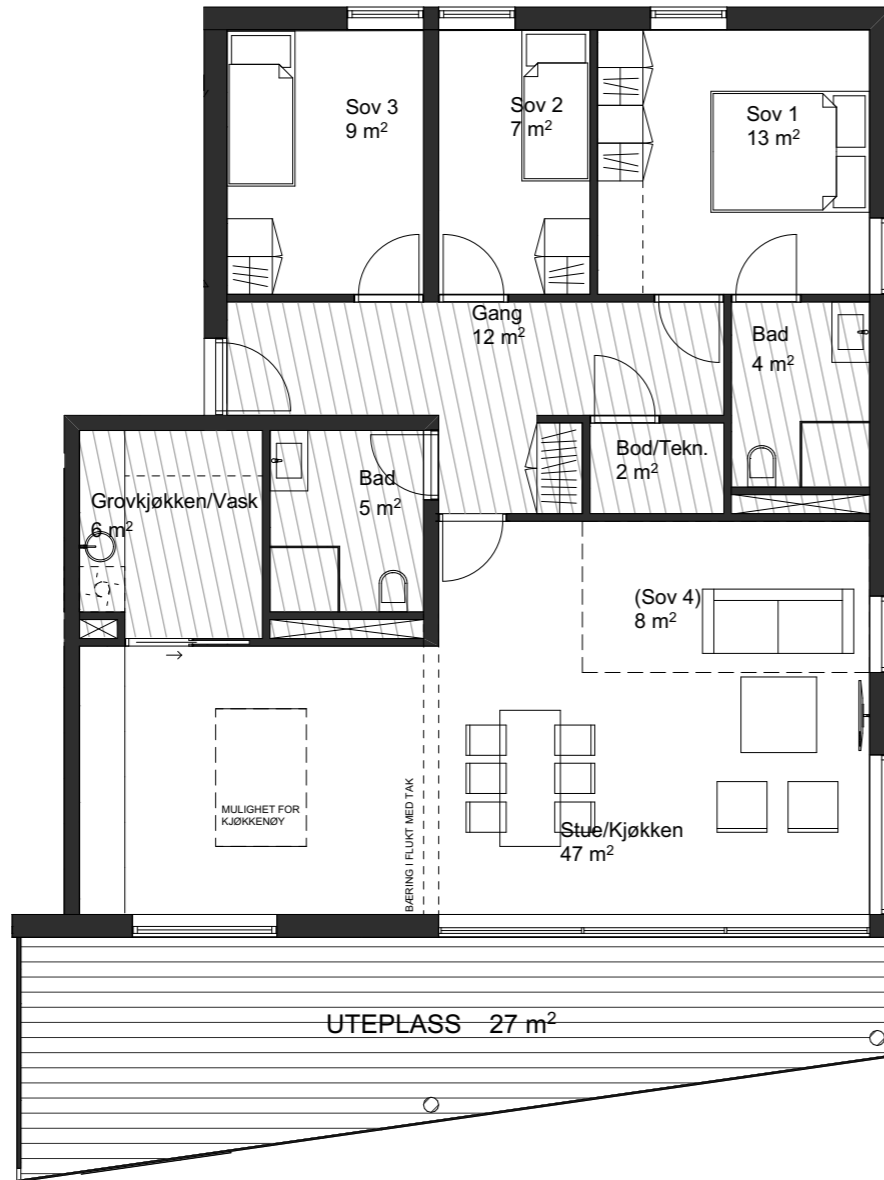 Sov 3
9 m²
Sov 2
7 m²
Sov 1
13 m²
Gang
12 m²
Bad
4 m²
Bod/Tekn.
2 m²
Bad
5 m²
Grovkjøkken/Vask
6 m²
(Sov 4)
8 m²
MULIGHET FOR
KJØKKENØY
BÆRING I FLUKT MED TAK
Stue/Kjøkken
47 m²
UTEPLASS 27 m²